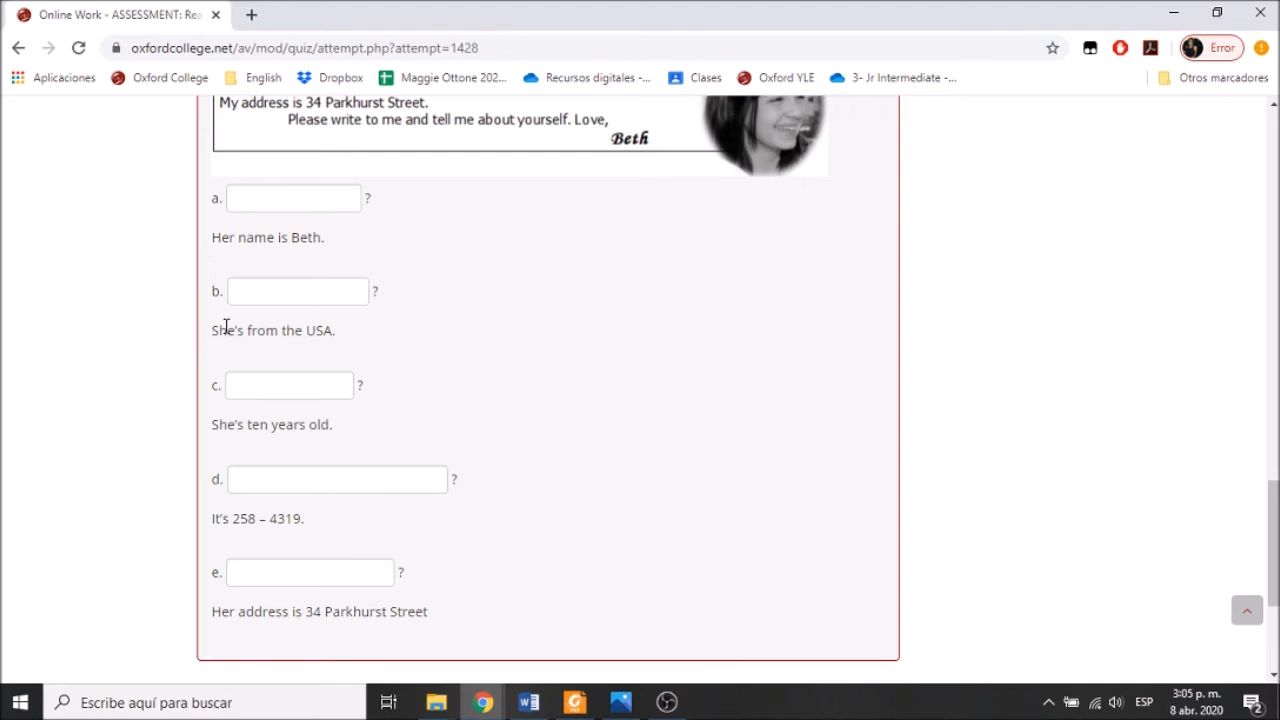 Online Work - ASSESSMENT: Rea
oxfordcollege.net/av/mod/quiz/attempt.php?attempt=1428
Error
Aplicaciones
Oxford College
English
Dropbox
Maggie Ottone 202...
Recursos digitales -...
Clases
Oxford YLE
3- Jr Intermediate -...
Otros marcadores
My address is 34 Parkhurst Street.
Please write to me and tell me about yourself. Love,
Beth
a. ?
Her name is Beth.
b. ?
She's from the USA.
c. ?
She's ten years old.
d. ?
It's 258 – 4319.
e. ?
Her address is 34 Parkhurst Street
Escribe aquí para buscar
ESP
3:05 p. m.
8 abr. 2020
2